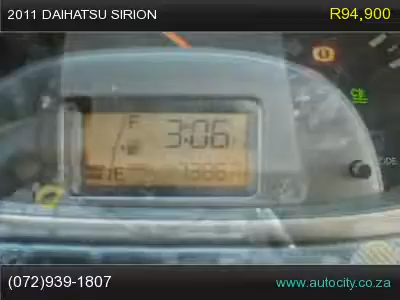 2011 DAIHATSU SIRION
R94,900
F
3:06
E
(072)939-1807
www.autocity.co.za